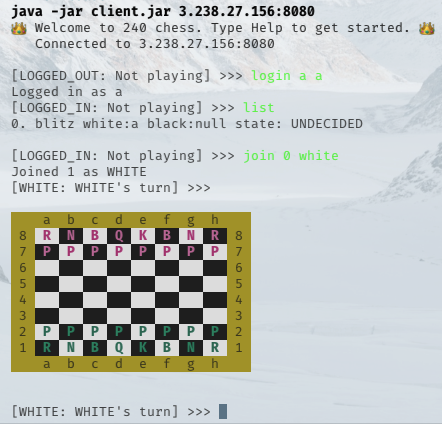 java -jar client.jar 3.238.27.156:8080
👑 Welcome to 240 chess. Type Help to get started. 👑
Connected to 3.238.27.156:8080
[LOGGED_OUT: Not playing] >>> login a a
Logged in as a
[LOGGED_IN: Not playing] >>> list
0. blitz white:a black:null state: UNDECIDED
[LOGGED_IN: Not playing] >>> join 0 white
Joined 1 as WHITE
[WHITE: WHITE's turn] >>>
a b c d e f g h
8 R N B Q K B N R 8
7 P P P P P P P P 7
6 6
5 5
4 4
3 3
2 P P P P P P P P 2
1 R N B Q K B N R 1
a b c d e f g h
[WHITE: WHITE's turn] >>>